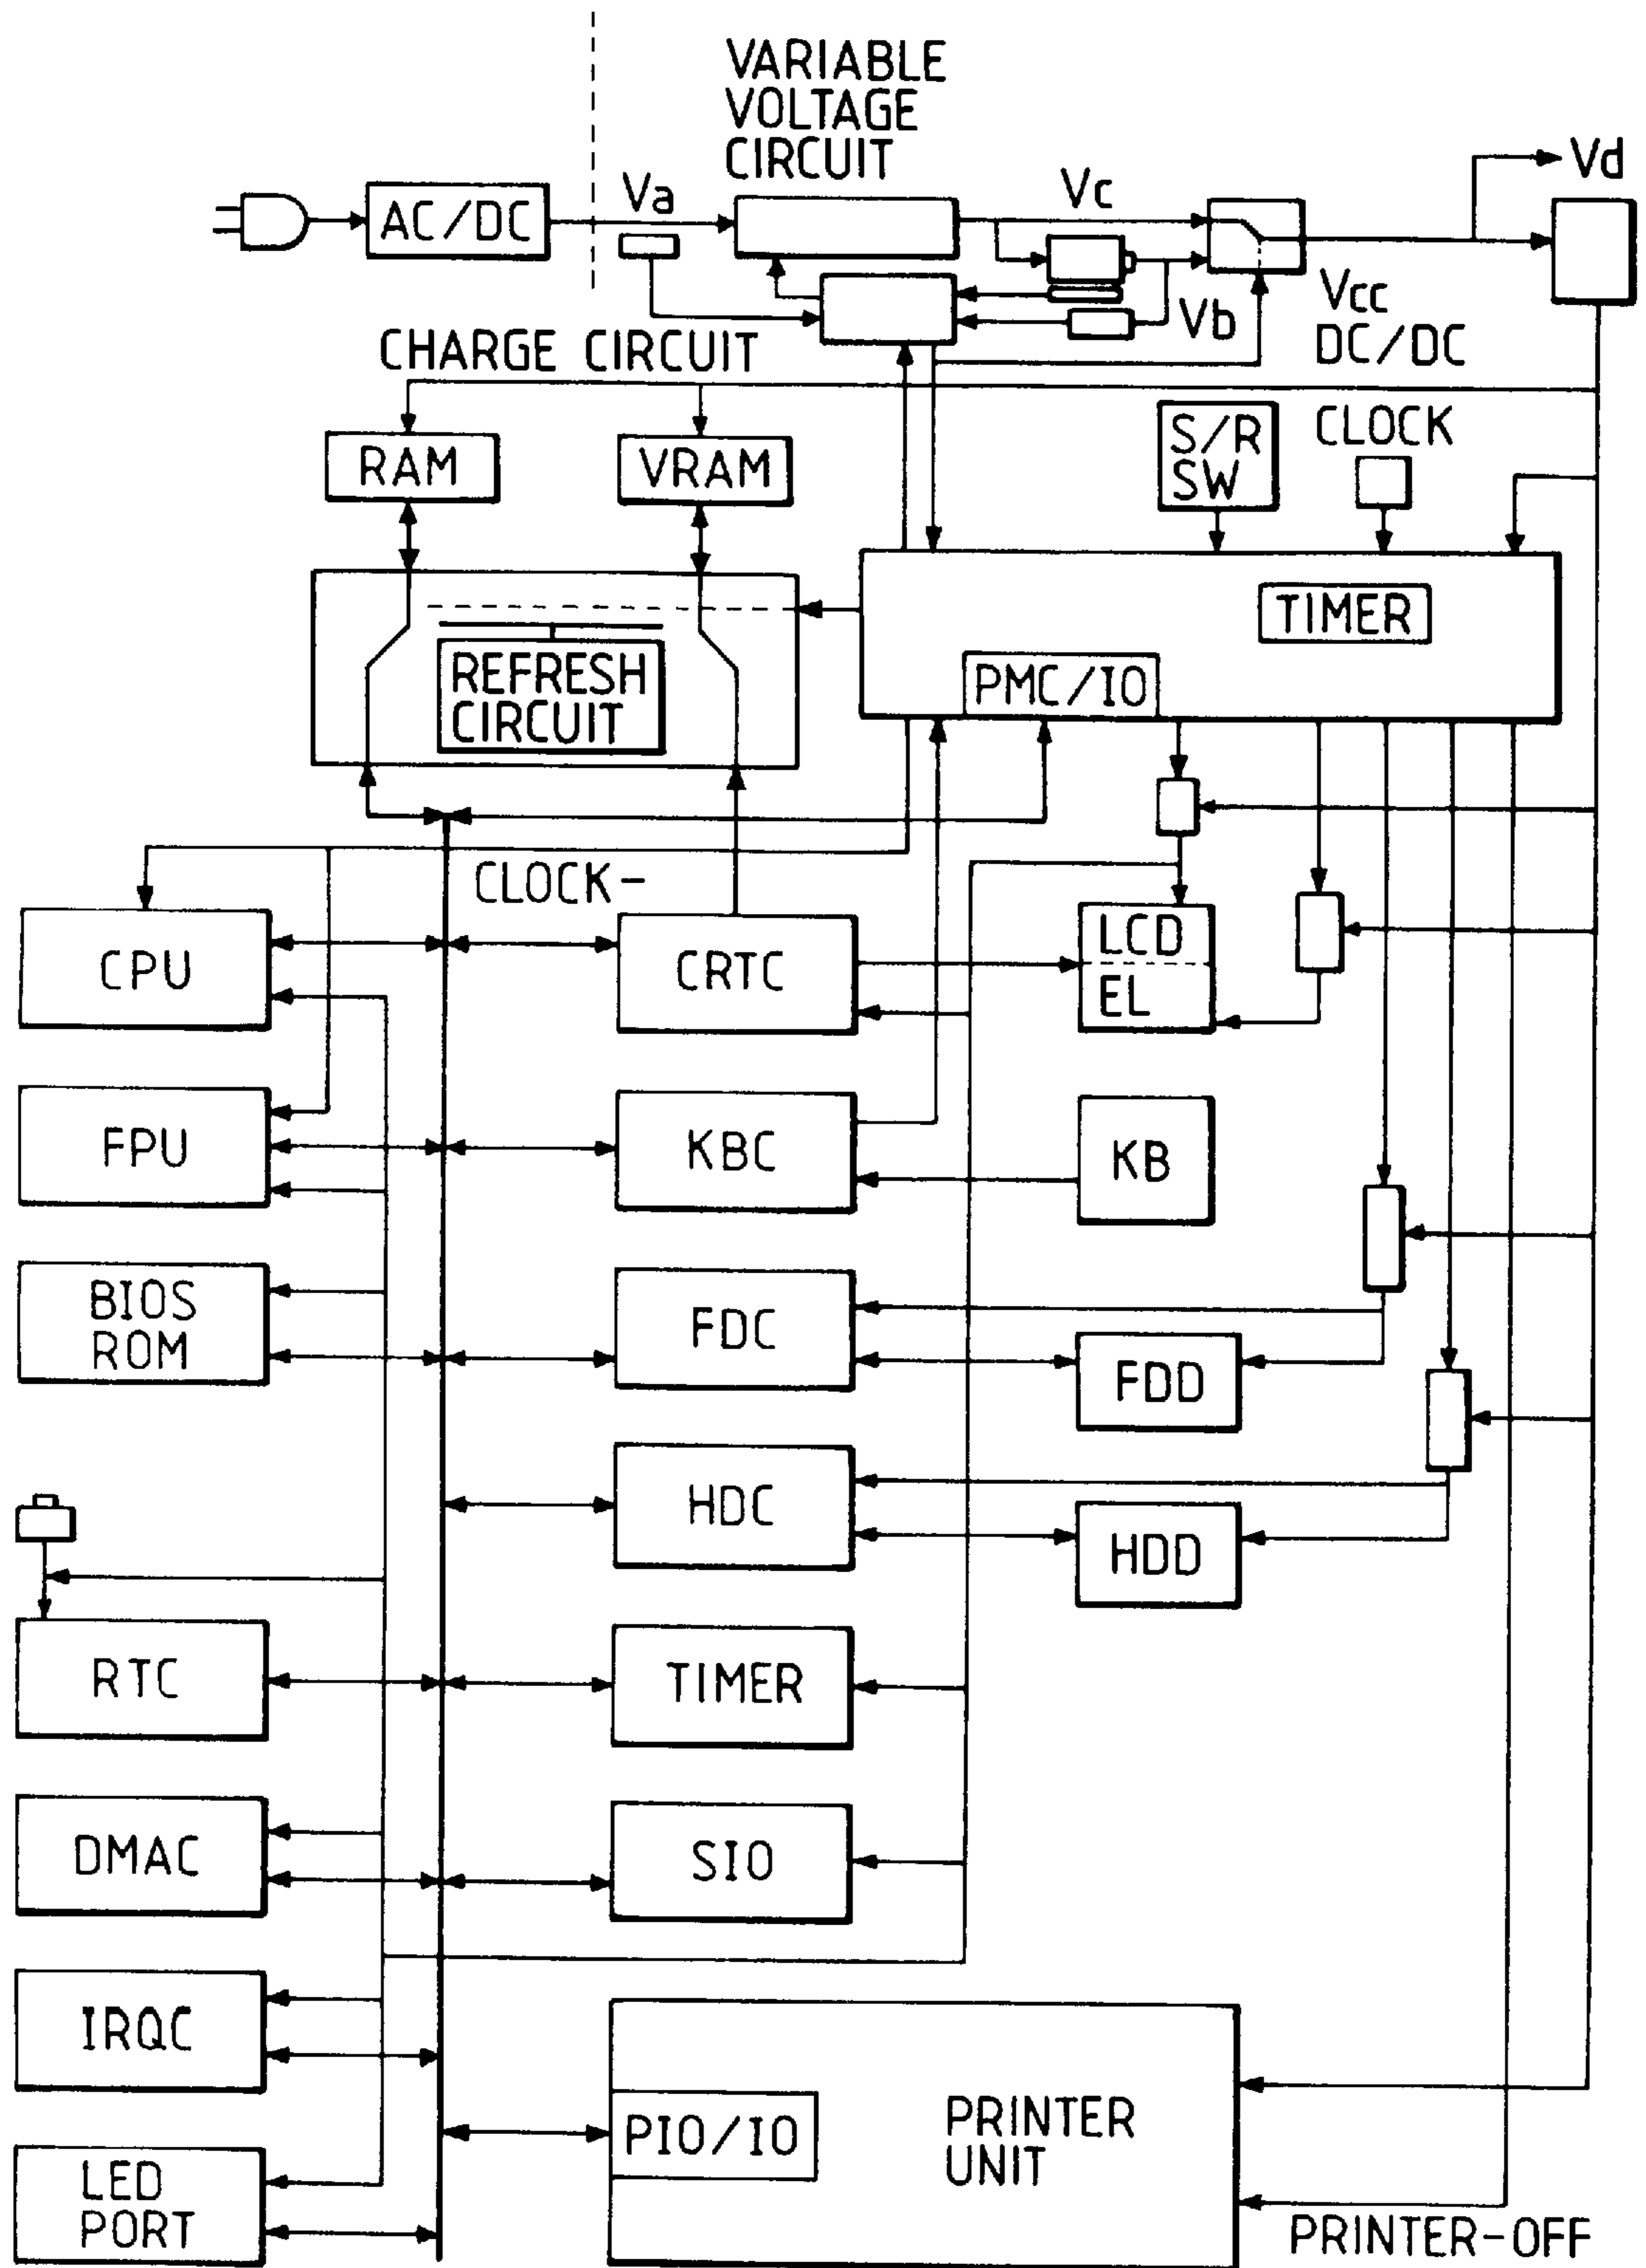 VARIABLE
VOLTAGE
CIRCUIT
Vd
AC/DC
Va
Vc
Vb
Vcc
DC/DC
CHARGE CIRCUIT
RAM
VRAM
S/R
SW
CLOCK
TIMER
REFRESH
CIRCUIT
PMC/IO
CLOCK-
CPU
CRTC
LCD
EL
FPU
KBC
KB
BIOS
ROM
FDC
FDD
HDC
HDD
RTC
TIMER
DMAC
SIO
IRQC
PIO/IO
PRINTER
UNIT
LED
PORT
PRINTER-OFF